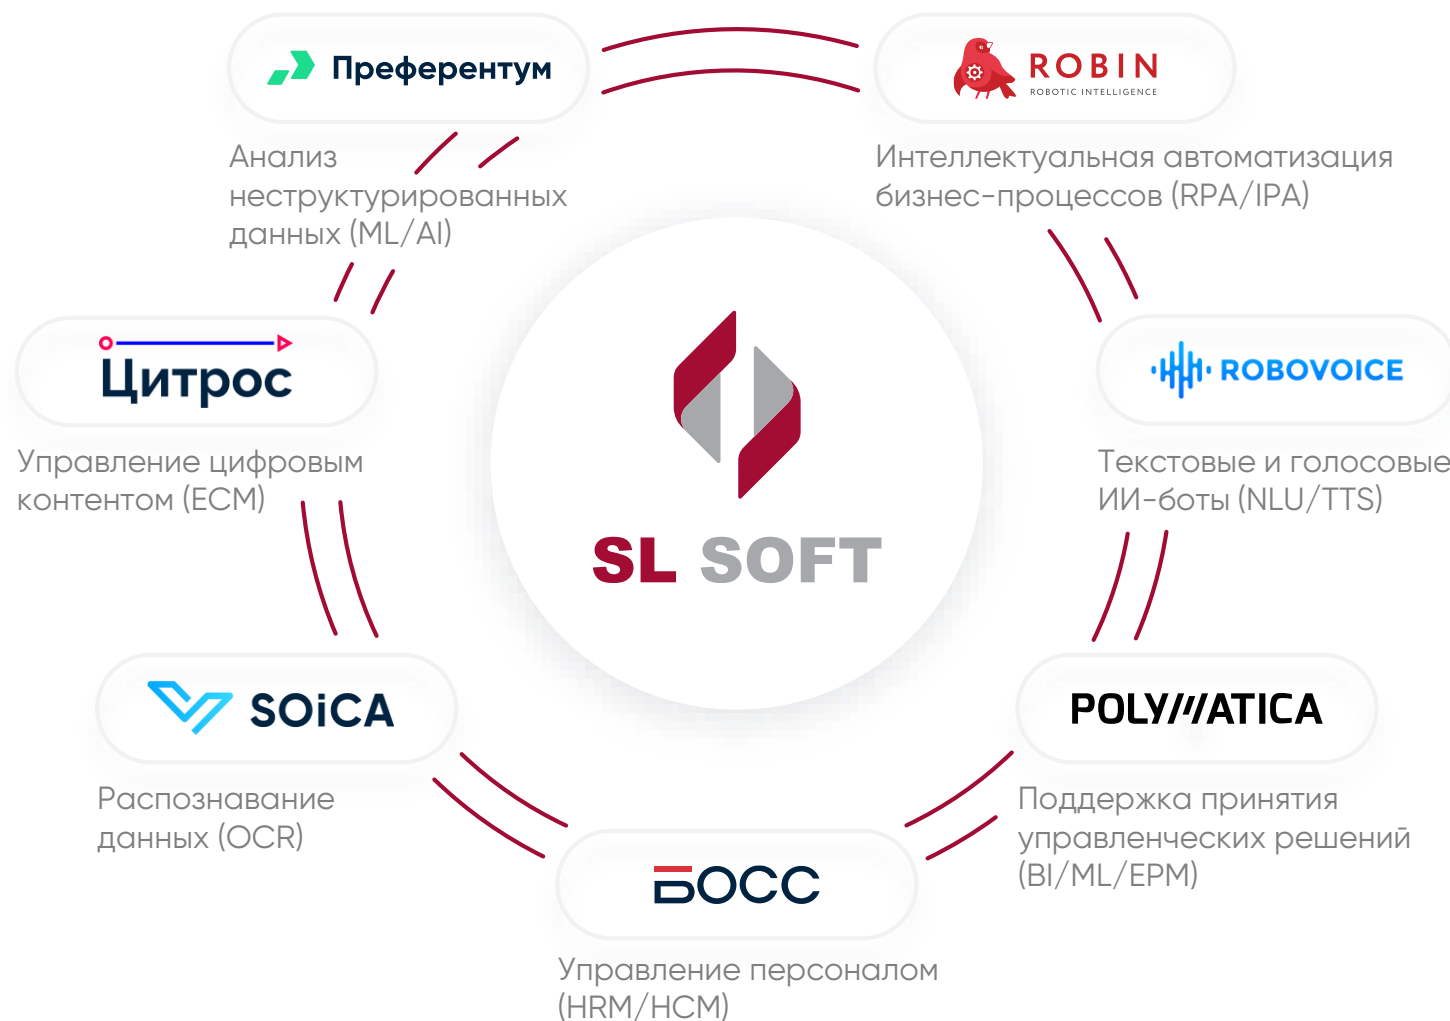 Преферентум
Анализ
неструктурированных
данных (ML/AI)
ROBIN
ROBOTIC INTELLIGENCE
Интеллектуальная автоматизация
бизнес-процессов (RPA/IPA)
Цитрос
Управление цифровым
контентом (ECM)
SL SOFT
ROBOVOICE
Текстовые и голосовые
ИИ-боты (NLU/TTS)
SOiCA
Распознавание
данных (OCR)
POLYMATICA
Поддержка принятия
управленческих решений
(BI/ML/EPM)
БОСС
Управление персоналом
(HRM/HCM)